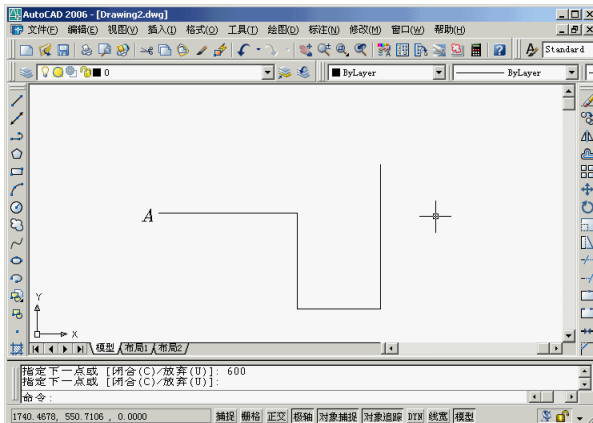 AutoCAD 2006 - [Drawing2.dwg]
文件(F) 编辑(E) 视图(V) 插入(I) 格式(O) 工具(T) 绘图(D) 标注(N) 修改(M) 窗口(W) 帮助(H)
Standard
0 ByLayer ByLayer
A
Y
X
模型 布局1 布局2
指定下一点或 [闭合(C)/放弃(U)]: 600
指定下一点或 [闭合(C)/放弃(U)]:
命令:
1740.4678, 550.7106 , 0.0000 捕捉 栅格 正交 极轴 对象捕捉 对象追踪 DYN 线宽 模型